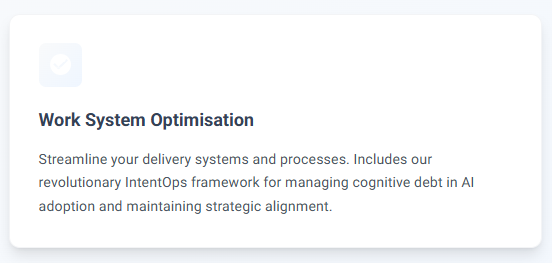 Work System Optimisation
Streamline your delivery systems and processes. Includes our
revolutionary IntentOps framework for managing cognitive debt in AI
adoption and maintaining strategic alignment.